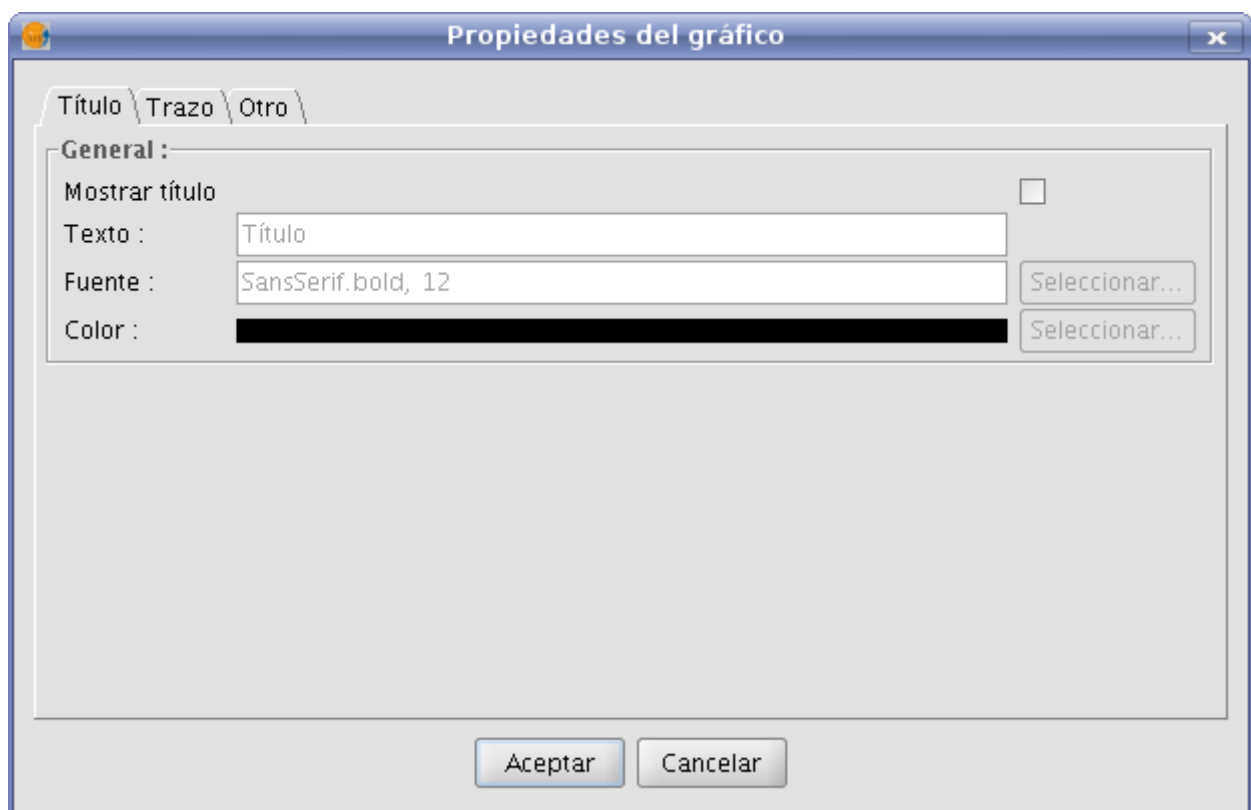 Propiedades del gráfico
Título Trazo Otro
General :
Mostrar título
Texto : Título
Fuente : SansSerif.bold, 12 Seleccionar...
Color : Seleccionar...
Aceptar Cancelar